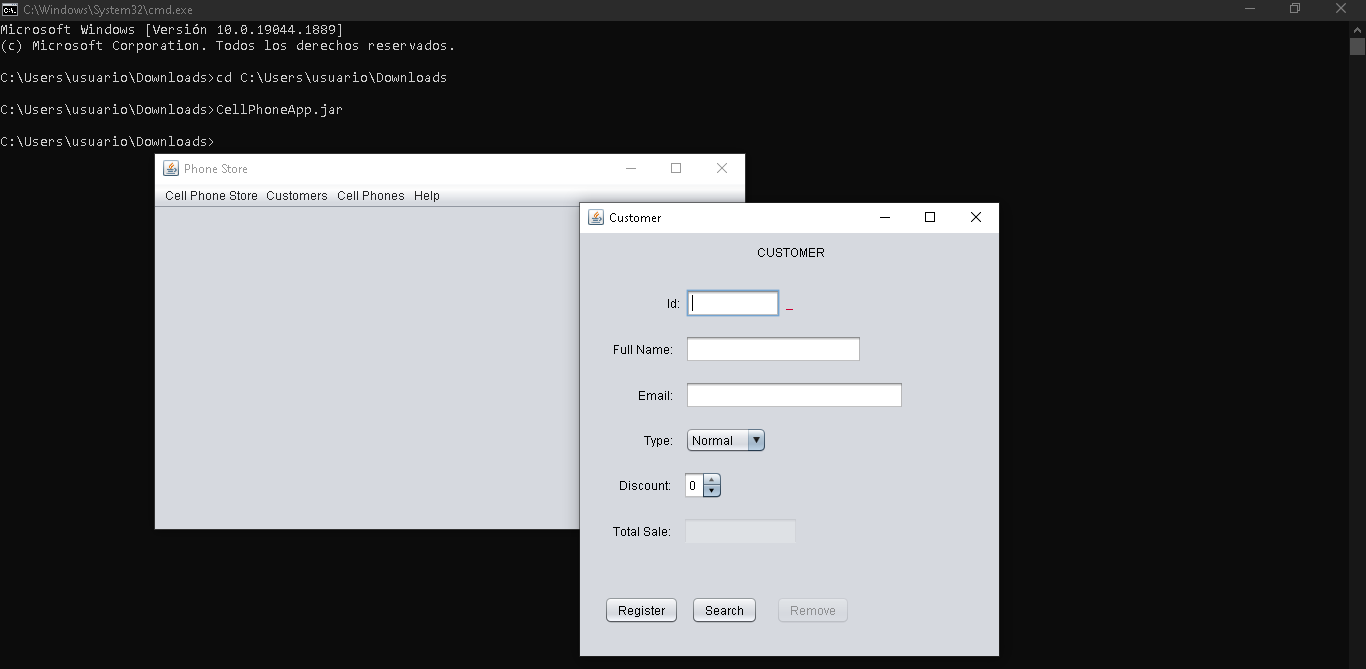 C:\Windows\System32\cmd.exe
Microsoft Windows [Versión 10.0.19044.1889]
(c) Microsoft Corporation. Todos los derechos reservados.
C:\Users\usuario\Downloads>cd C:\Users\usuario\Downloads
C:\Users\usuario\Downloads>CellPhoneApp.jar
C:\Users\usuario\Downloads>
Phone Store
Cell Phone Store Customers Cell Phones Help
Customer
CUSTOMER
Id: _
Full Name:
Email:
Type: Normal
Discount: 0
Total Sale:
Register Search Remove